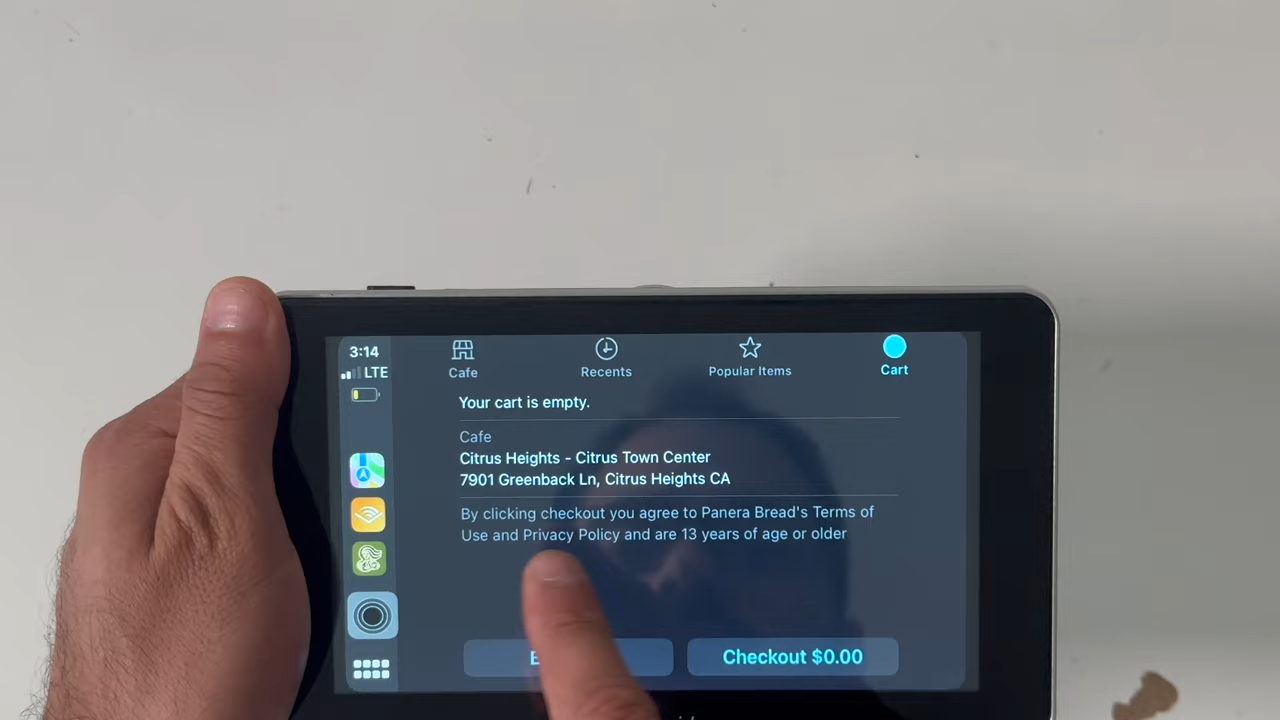 3:14
LTE
Cafe
Recents
Popular Items
Cart
Your cart is empty.
Cafe
Citrus Heights - Citrus Town Center
7901 Greenback Ln, Citrus Heights CA
By clicking checkout you agree to Panera Bread's Terms of
Use and Privacy Policy and are 13 years of age or older
Checkout $0.00